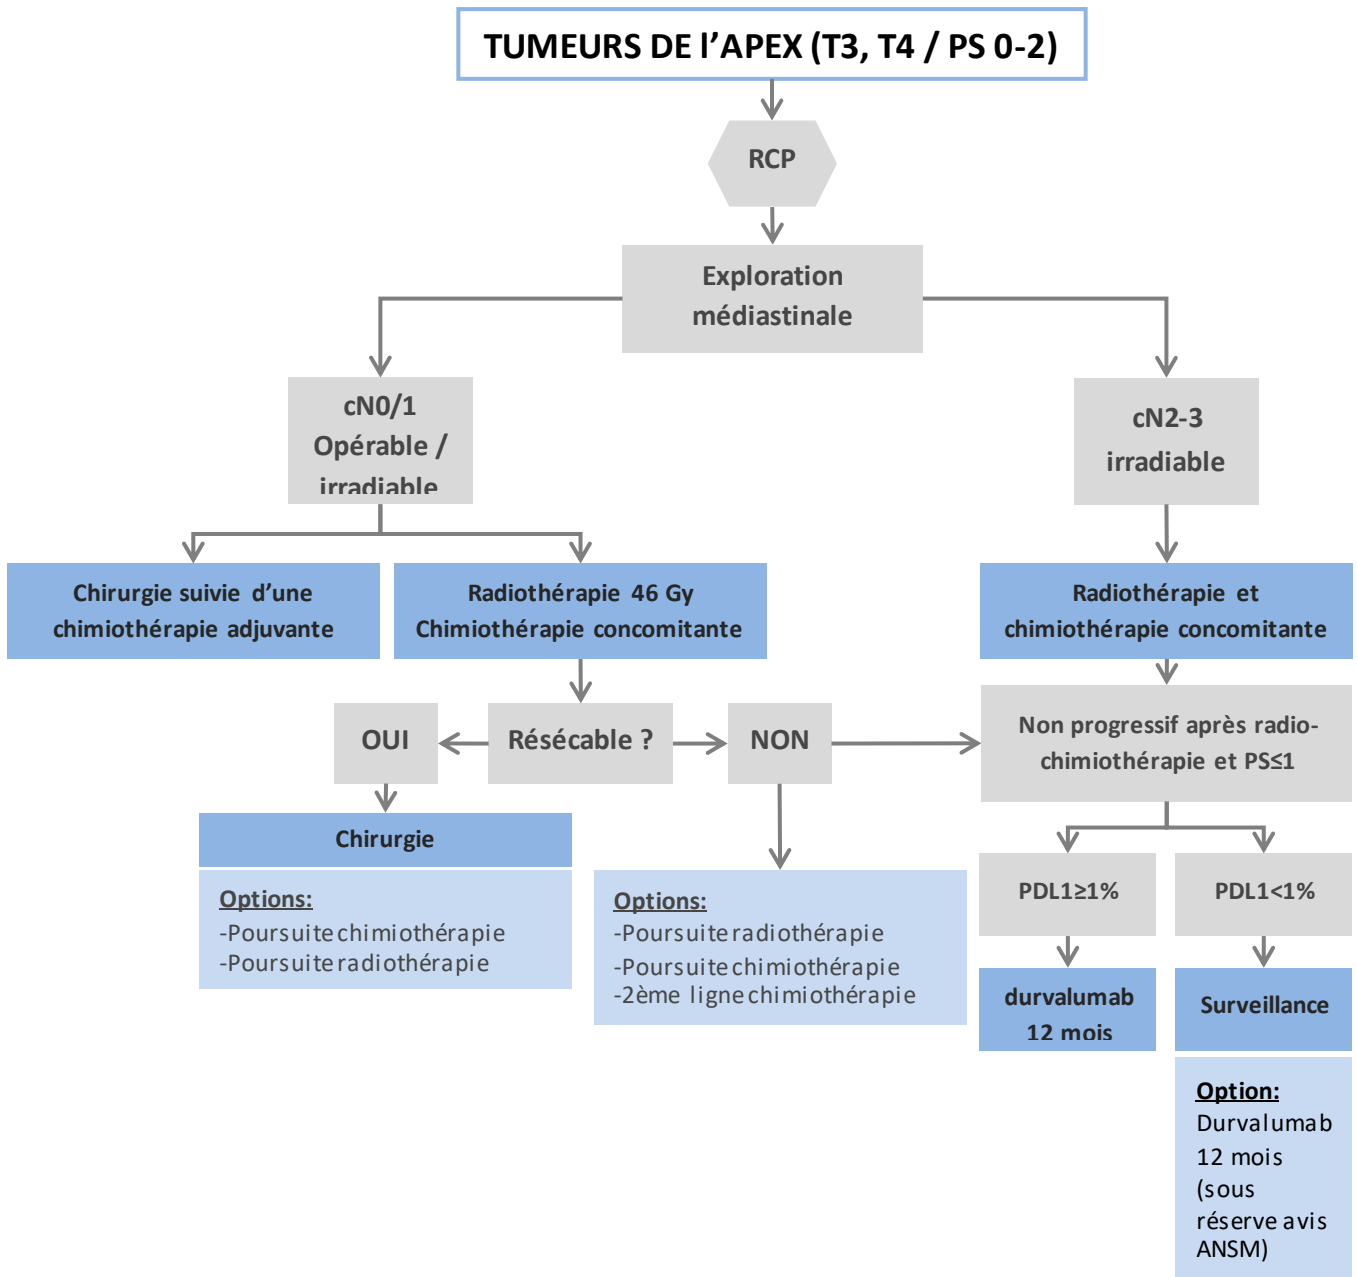 TUMEURS DE l’APEX (T3, T4 / PS 0-2)
RCP
Exploration
médiastinale
cN0/1
Opérable /
irradiable
cN2-3
irradiable
Chirurgie suivie d’une
chimiothérapie adjuvante
Radiothérapie 46 Gy
Chimiothérapie concomitante
Radiothérapie et
chimiothérapie concomitante
OUI
Résécable ?
NON
Non progressif après radio-
chimiothérapie et PS≤1
Chirurgie
Options:
-Poursuite chimiothérapie
-Poursuite radiothérapie
Options:
-Poursuite radiothérapie
-Poursuite chimiothérapie
-2ème ligne chimiothérapie
PDL1≥1%
PDL1<1%
durvalumab
12 mois
Surveillance
Option:
Durvalumab
12 mois
(sous
réserve avis
ANSM)